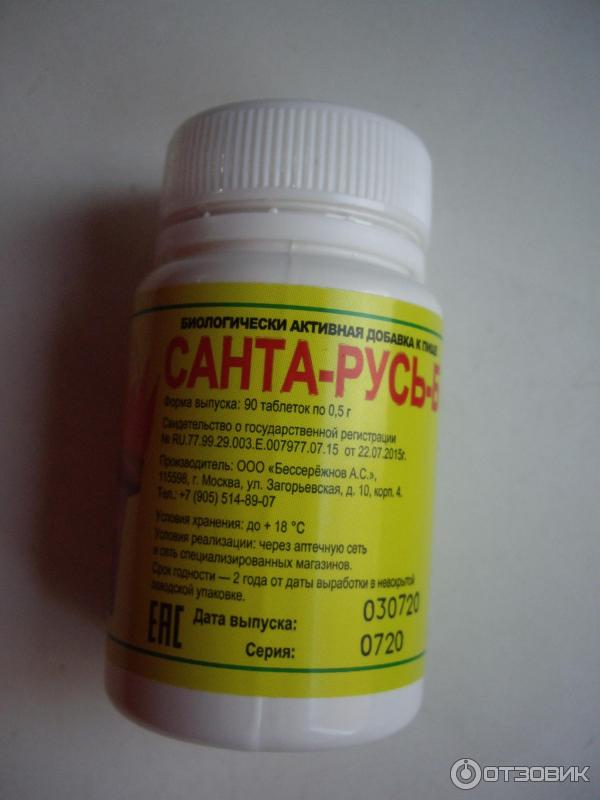 БИОЛОГИЧЕСКИ АКТИВНАЯ ДОБАВКА К ПИЩЕ
САНТА-РУСЬ-Б
Форма выпуска: 90 таблеток по 0,5 г
Свидетельство о государственной регистрации
№ RU.77.99.29.003.Е.007977.07.15 от 22.07.2015г.
Производитель: ООО «Бессерёжнов А.С.»,
115598, г. Москва, ул. Загорьевская, д. 10, корп. 4.
Тел.: +7 (905) 514-89-07
Условия хранения: до + 18 °С
Условия реализации: через аптечную сеть
и сеть специализированных магазинов.
Срок годности — 2 года от даты выработки в невскрытой
заводской упаковке.
ЕАС
Дата выпуска: 030720
Серия: 0720
ОТЗОВИК